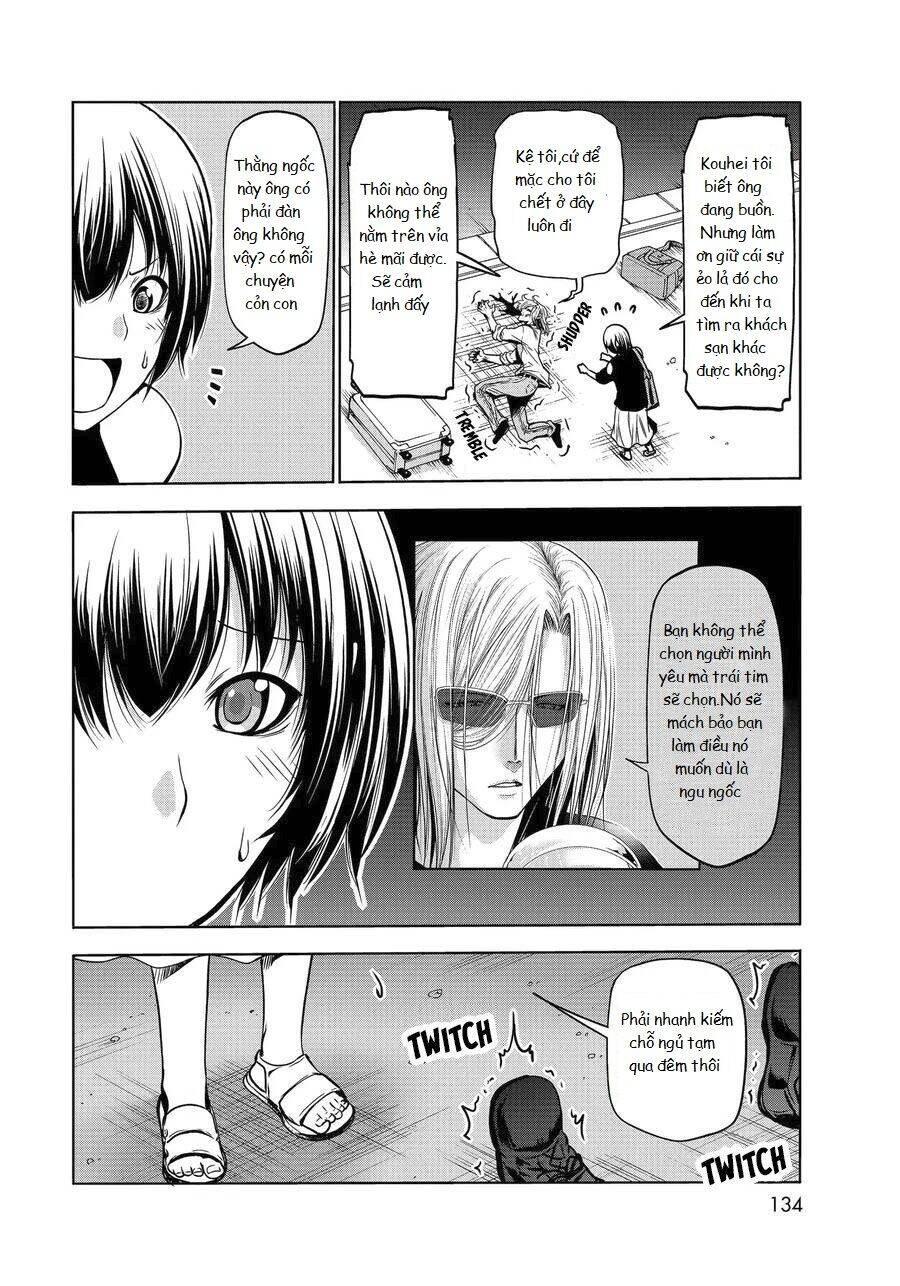 Kouhei tôi
biết ông
đang buồn.
Nhưng làm
ơn giữ cái sự
ẻo lả đó cho
đến khi ta
tìm ra khách
sạn khác
được không?
Kệ tôi,cứ để
mặc cho tôi
chết ở đây
luôn đi
Thôi nào ông
không thể
nằm trên vỉa
hè mãi được.
Sẽ cảm
lạnh đấy
SHUDDER
TREMBLE
Thằng ngốc
này ông có
phải đàn
ông không
vậy? có mỗi
chuyện
cỏn con
Bạn không thể
chọn người mình
yêu mà trái tim
sẽ chọn.Nó sẽ
mách bảo bạn
làm điều nó
muốn dù là
ngu ngốc
Phải nhanh kiếm
chỗ ngủ tạm
qua đêm thôi
TWITCH
TWITCH
134